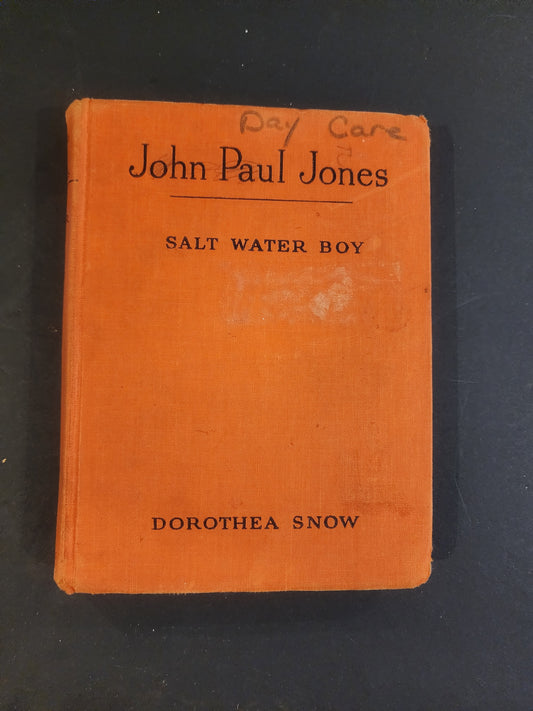 Day Care
John Paul Jones
SALT WATER BOY
DOROTHEA SNOW